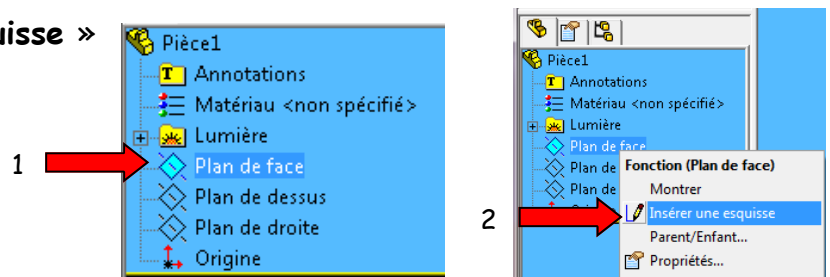 uisse »
Pièce1
T Annotations
Matériau <non spécifié>
Lumière
1
Plan de face
Plan de dessus
Plan de droite
Origine
Pièce1
T Annotations
Matériau <non spécifié>
Lumière
Plan de face
Plan de
Plan de
Fonction (Plan de face)
Montrer
2
Insérer une esquisse
Parent/Enfant...
Propriétés...